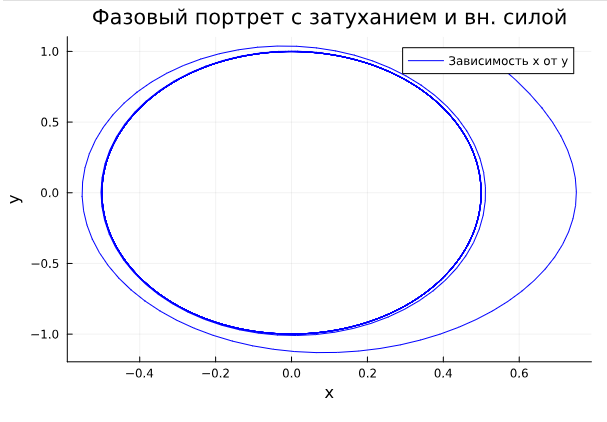 Фазовый портрет с затуханием и вн. силой
Зависимость x от y
1.0
0.5
0.0
−0.5
−1.0
y
−0.4 −0.2 0.0 0.2 0.4 0.6
x